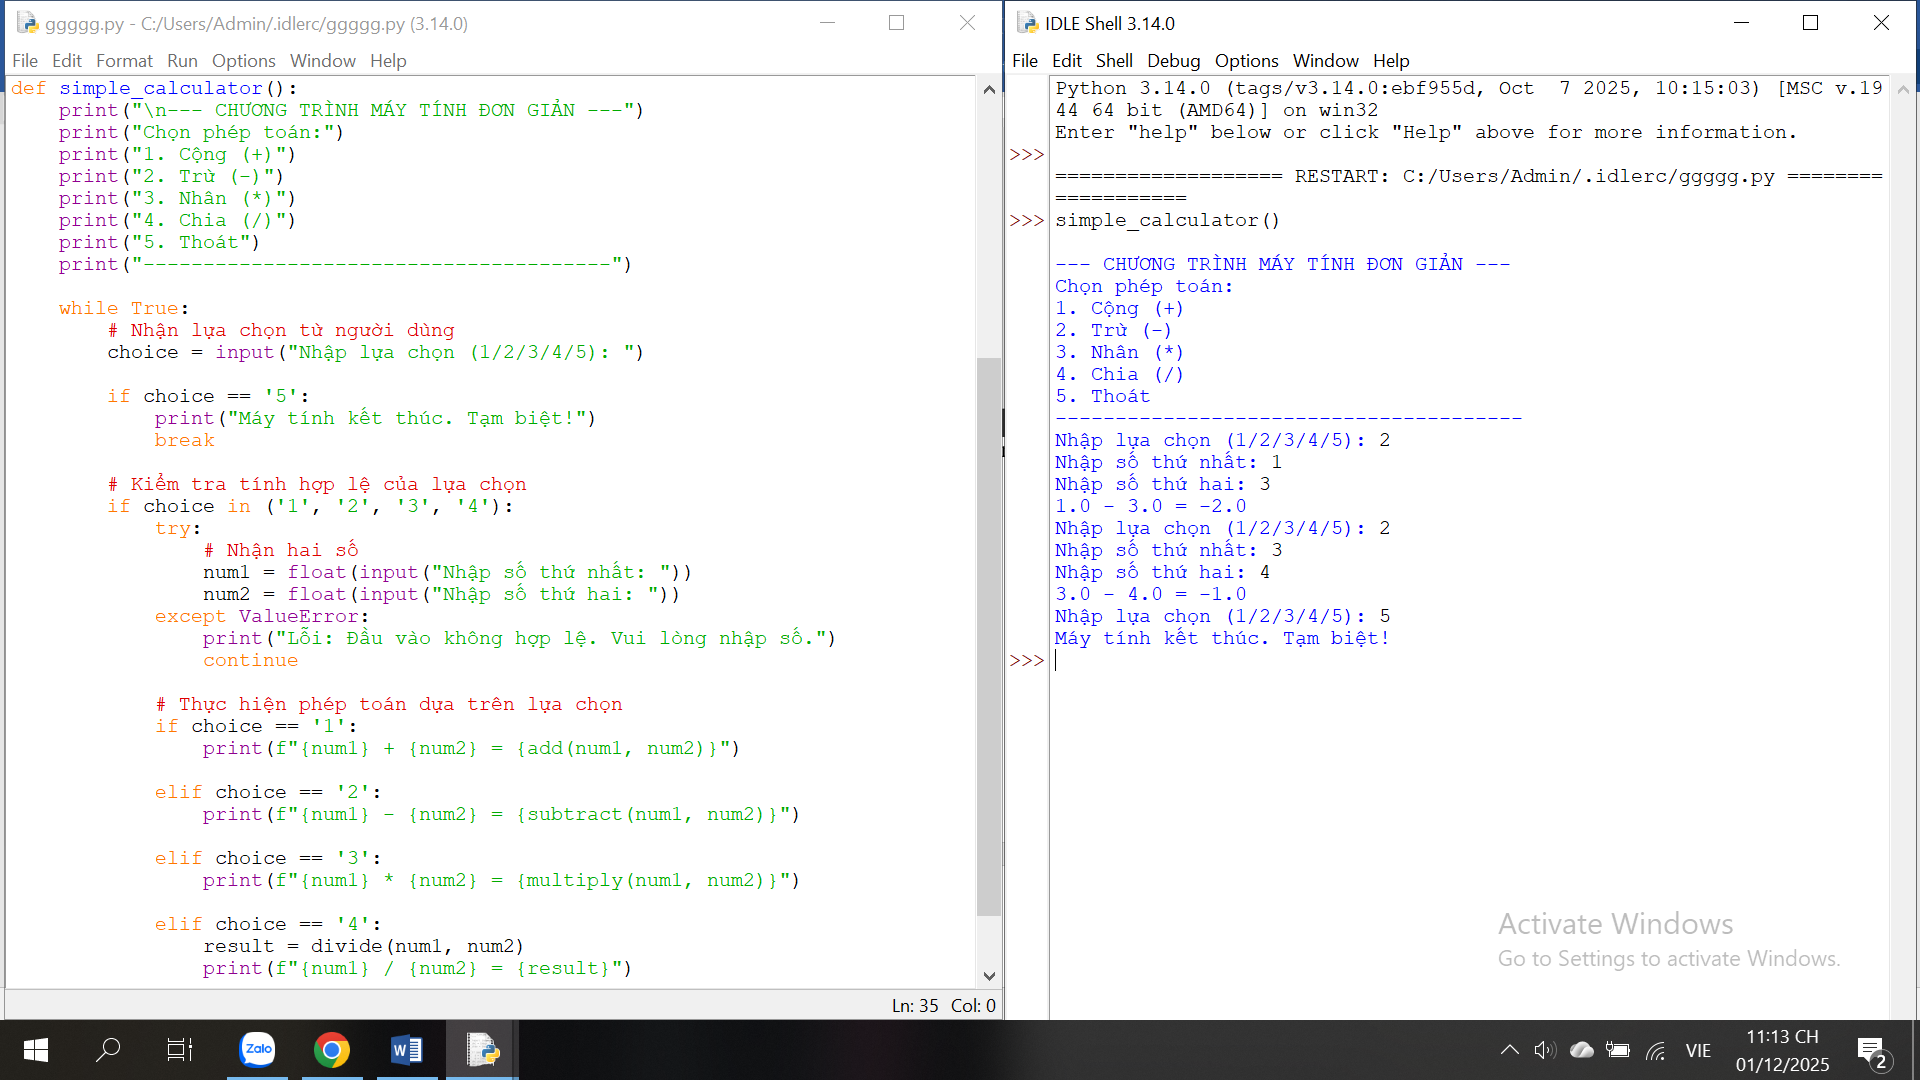 ggggg.py - C:/Users/Admin/.idlerc/ggggg.py (3.14.0)
File Edit Format Run Options Window Help
def simple_calculator():
    print("\n--- CHƯƠNG TRÌNH MÁY TÍNH ĐƠN GIẢN ---")
    print("Chọn phép toán:")
    print("1. Cộng (+)")
    print("2. Trừ (-)")
    print("3. Nhân (*)")
    print("4. Chia (/)")
    print("5. Thoát")
    print("---------------------------------------")
    while True:
        # Nhận lựa chọn từ người dùng
        choice = input("Nhập lựa chọn (1/2/3/4/5): ")
        if choice == '5':
            print("Máy tính kết thúc. Tạm biệt!")
            break
        # Kiểm tra tính hợp lệ của lựa chọn
        if choice in ('1', '2', '3', '4'):
            try:
                # Nhận hai số
                num1 = float(input("Nhập số thứ nhất: "))
                num2 = float(input("Nhập số thứ hai: "))
            except ValueError:
                print("Lỗi: Đầu vào không hợp lệ. Vui lòng nhập số.")
                continue
            # Thực hiện phép toán dựa trên lựa chọn
            if choice == '1':
                print(f"{num1} + {num2} = {add(num1, num2)}")
            elif choice == '2':
                print(f"{num1} - {num2} = {subtract(num1, num2)}")
            elif choice == '3':
                print(f"{num1} * {num2} = {multiply(num1, num2)}")
            elif choice == '4':
                result = divide(num1, num2)
                print(f"{num1} / {num2} = {result}")
Ln: 35 Col: 0
IDLE Shell 3.14.0
File Edit Shell Debug Options Window Help
Python 3.14.0 (tags/v3.14.0:ebf955d, Oct  7 2025, 10:15:03) [MSC v.19
44 64 bit (AMD64)] on win32
Enter "help" below or click "Help" above for more information.
>>>
=================== RESTART: C:/Users/Admin/.idlerc/ggggg.py ========
===========
>>> simple_calculator()
--- CHƯƠNG TRÌNH MÁY TÍNH ĐƠN GIẢN ---
Chọn phép toán:
1. Cộng (+)
2. Trừ (-)
3. Nhân (*)
4. Chia (/)
5. Thoát
---------------------------------------
Nhập lựa chọn (1/2/3/4/5): 2
Nhập số thứ nhất: 1
Nhập số thứ hai: 3
1.0 - 3.0 = -2.0
Nhập lựa chọn (1/2/3/4/5): 2
Nhập số thứ nhất: 3
Nhập số thứ hai: 4
3.0 - 4.0 = -1.0
Nhập lựa chọn (1/2/3/4/5): 5
Máy tính kết thúc. Tạm biệt!
>>>
Activate Windows
Go to Settings to activate Windows.
Zalo
W
VIE
11:13 CH
01/12/2025
2